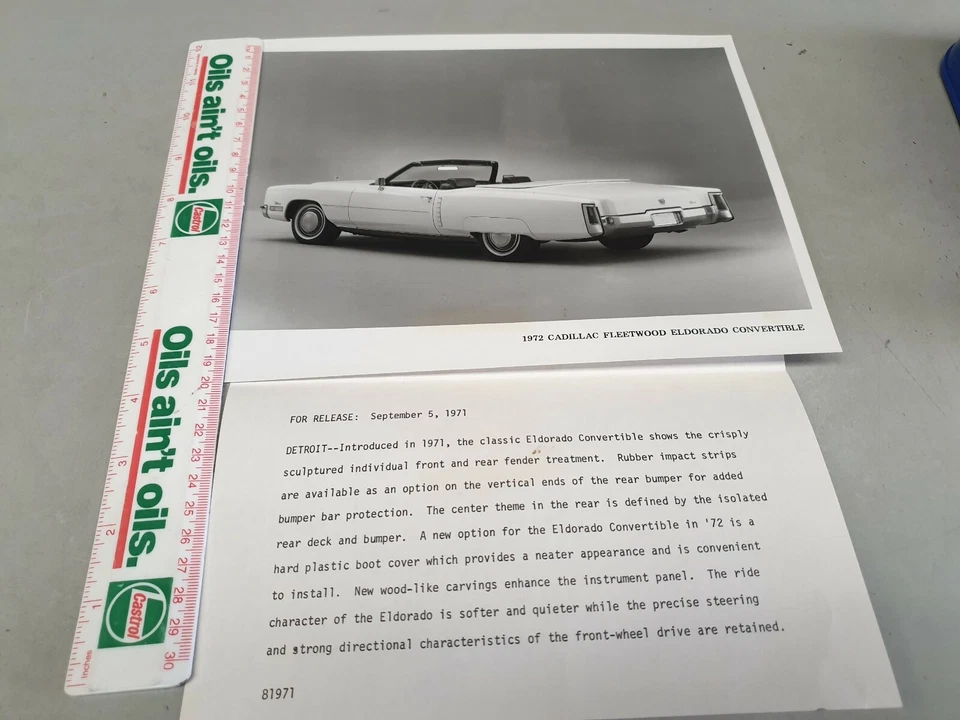 Oils ain't oils.
Castrol
Oils ain't oils.
Castrol
1972 CADILLAC FLEETWOOD ELDORADO CONVERTIBLE
FOR RELEASE: September 5, 1971
DETROIT--Introduced in 1971, the classic Eldorado Convertible shows the crisply
sculptured individual front and rear fender treatment. Rubber impact strips
are available as an option on the vertical ends of the rear bumper for added
bumper bar protection. The center theme in the rear is defined by the isolated
rear deck and bumper. A new option for the Eldorado Convertible in '72 is a
hard plastic boot cover which provides a neater appearance and is convenient
to install. New wood-like carvings enhance the instrument panel. The ride
character of the Eldorado is softer and quieter while the precise steering
and strong directional characteristics of the front-wheel drive are retained.
81971